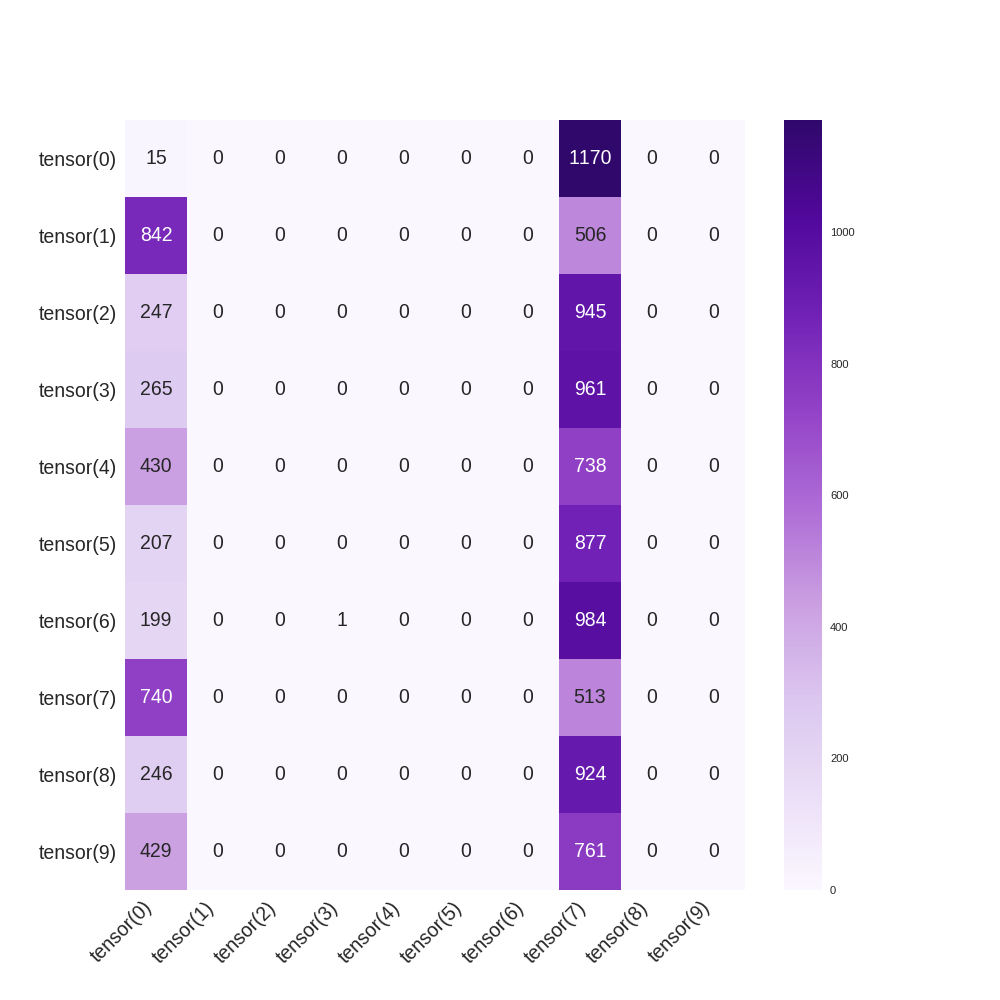 tensor(0) 15 0 0 0 0 0 0 1170 0 0
tensor(1) 842 0 0 0 0 0 0 506 0 0
1000
tensor(2) 247 0 0 0 0 0 0 945 0 0
800
tensor(3) 265 0 0 0 0 0 0 961 0 0
tensor(4) 430 0 0 0 0 0 0 738 0 0
600
tensor(5) 207 0 0 0 0 0 0 877 0 0
tensor(6) 199 0 0 1 0 0 0 984 0 0
400
tensor(7) 740 0 0 0 0 0 0 513 0 0
200
tensor(8) 246 0 0 0 0 0 0 924 0 0
tensor(9) 429 0 0 0 0 0 0 761 0 0
0
tensor(0) tensor(1) tensor(2) tensor(3) tensor(4) tensor(5) tensor(6) tensor(7) tensor(8) tensor(9)